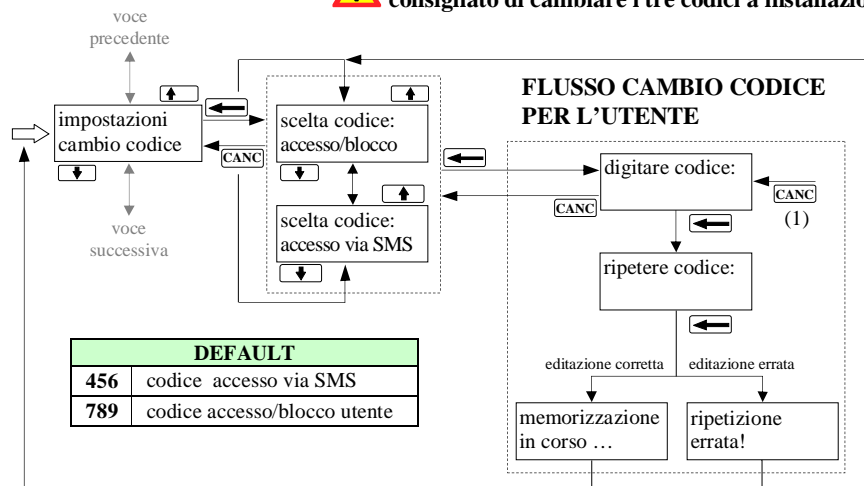 consignato di cambiare i tre codici a
voce
precedente
FLUSSO CAMBIO CODICE
PER L'UTENTE
impostazioni
cambio codice
scelta codice:
accesso/blocco
CANC
digitare codice:
CANC
CANC
(1)
scelta codice:
accesso via SMS
voce
successiva
ripetere codice:
DEFAULT
456 codice accesso via SMS
789 codice accesso/blocco utente
editazione corretta
editazione errata
memorizzazione
in corso …
ripetizione
errata!